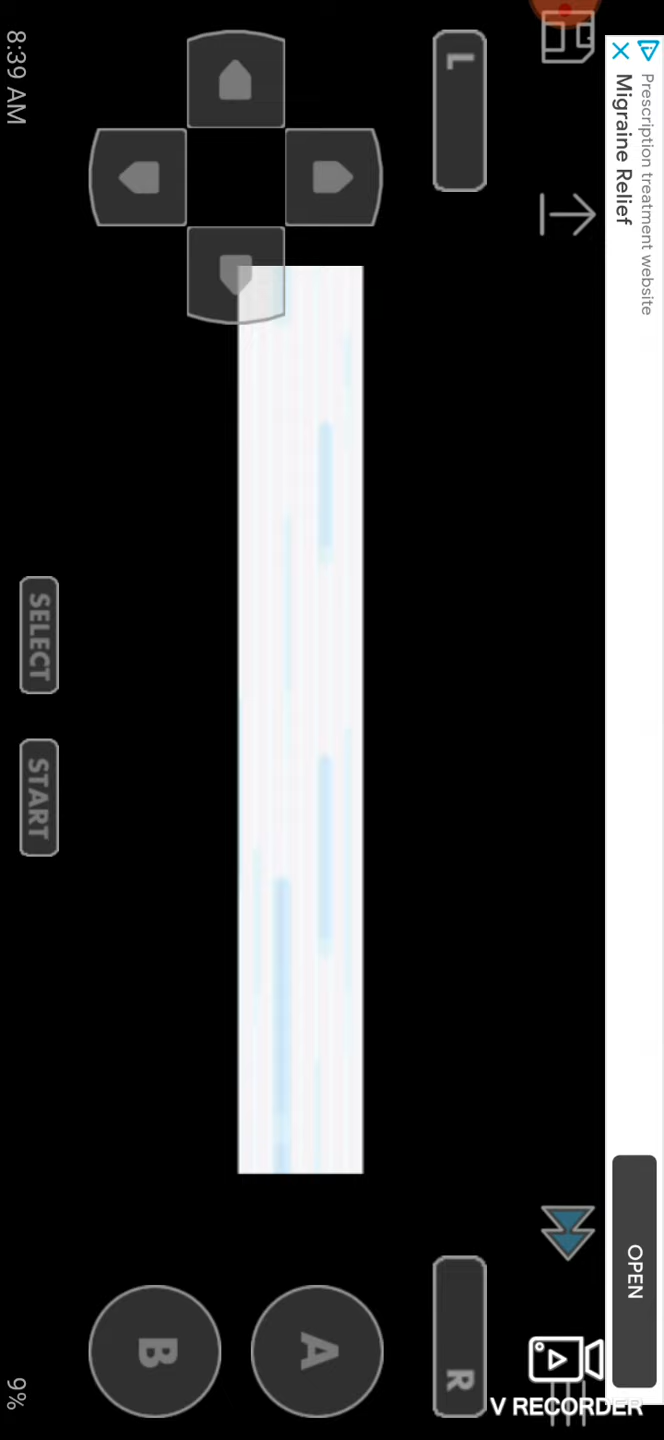 Prescription treatment website
Migraine Relief
OPEN
L
R
A
B
SELECT
START
8:39 AM
9%
V RECORDER